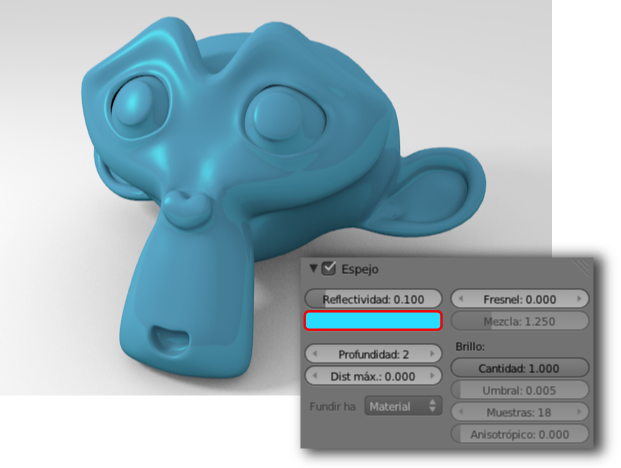 Espejo
Reflectividad: 0.100
Fresnel: 0.000
Mezcla: 1.250
Profundidad: 2
Brillo:
Cantidad: 1.000
Dist máx.: 0.000
Umbral: 0.005
Fundir ha
Material
Muestras: 18
Anisotrópico: 0.000